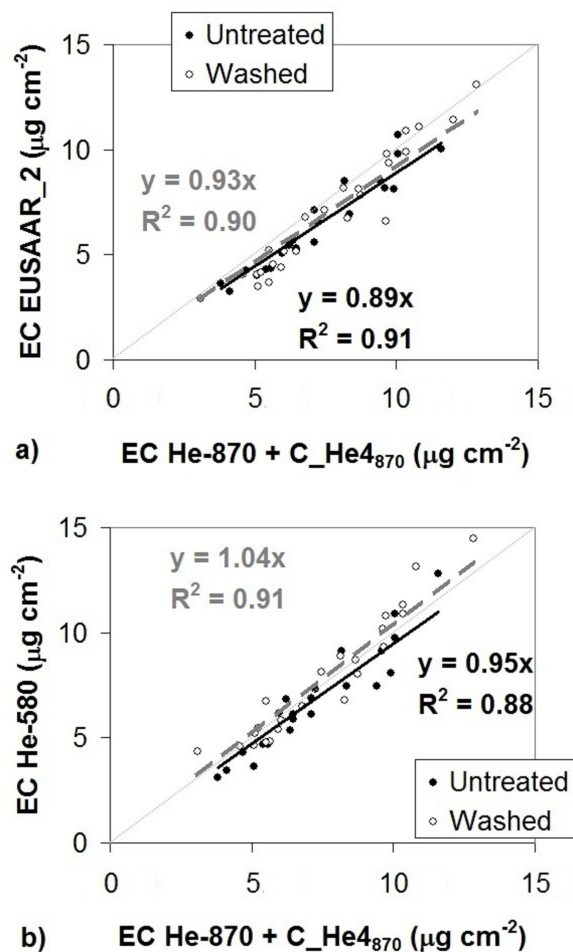 Untreated
Washed
15
10
5
0
EC EUSAAR_2 (μg cm⁻²)
y = 0.93x
R² = 0.90
y = 0.89x
R² = 0.91
0 5 10 15
a) EC He-870 + C_He4₈₇₀ (μg cm⁻²)
15
10
5
0
EC He-580 (μg cm⁻²)
y = 1.04x
R² = 0.91
y = 0.95x
R² = 0.88
Untreated
Washed
0 5 10 15
b) EC He-870 + C_He4₈₇₀ (μg cm⁻²)